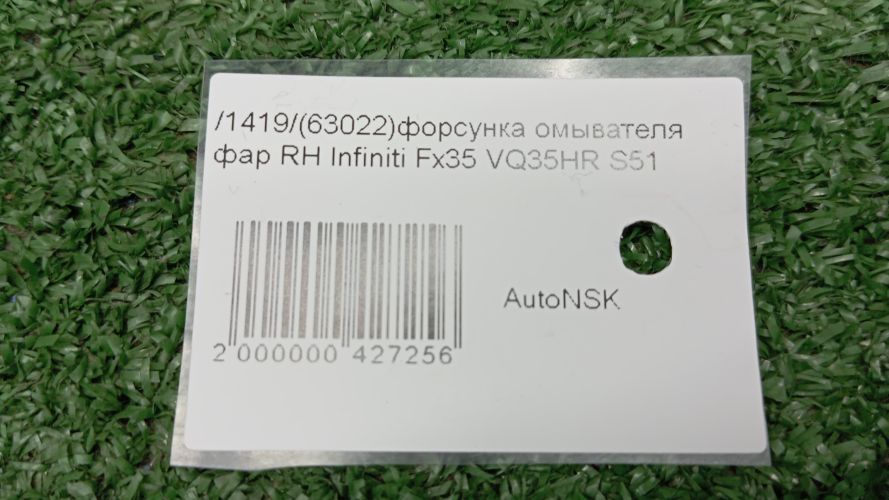 /1419/(63022)форсунка омывателя
фар RH Infiniti Fx35 VQ35HR S51
AutoNSK
2 000000 427256